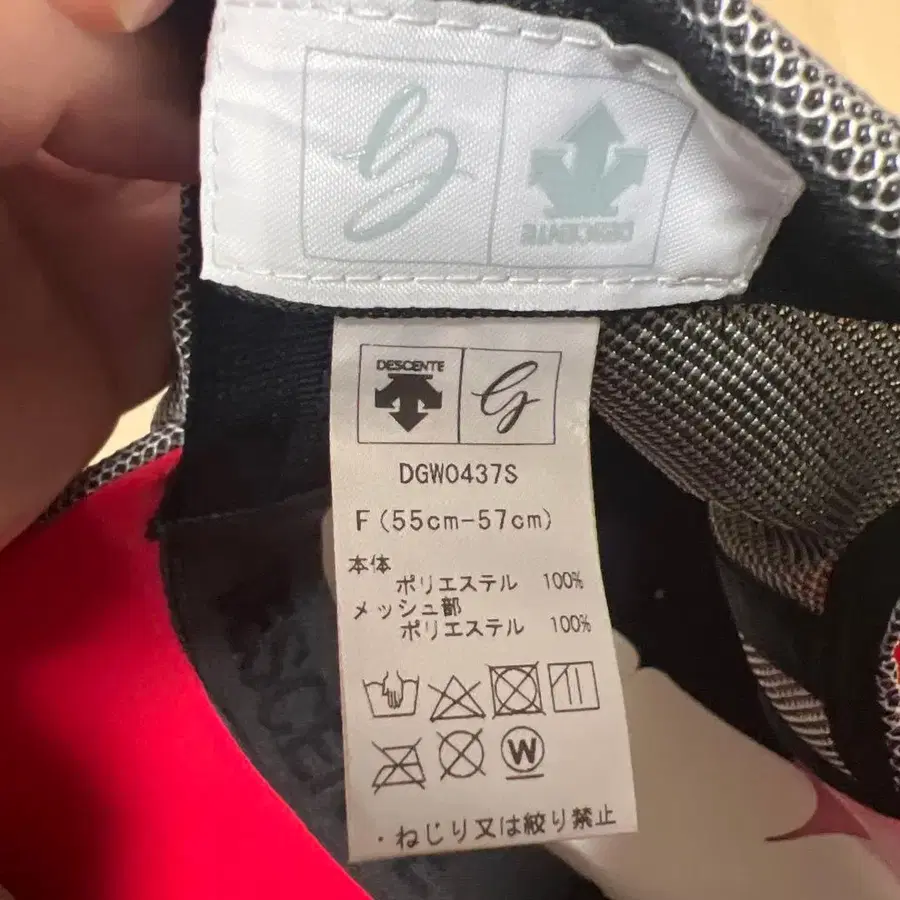 DESCENTE
DGW0437S
F(55cm-57cm)
本体
ポリエステル 100%
メッシュ部
ポリエステル 100%
W
・ねじり又は絞り禁止